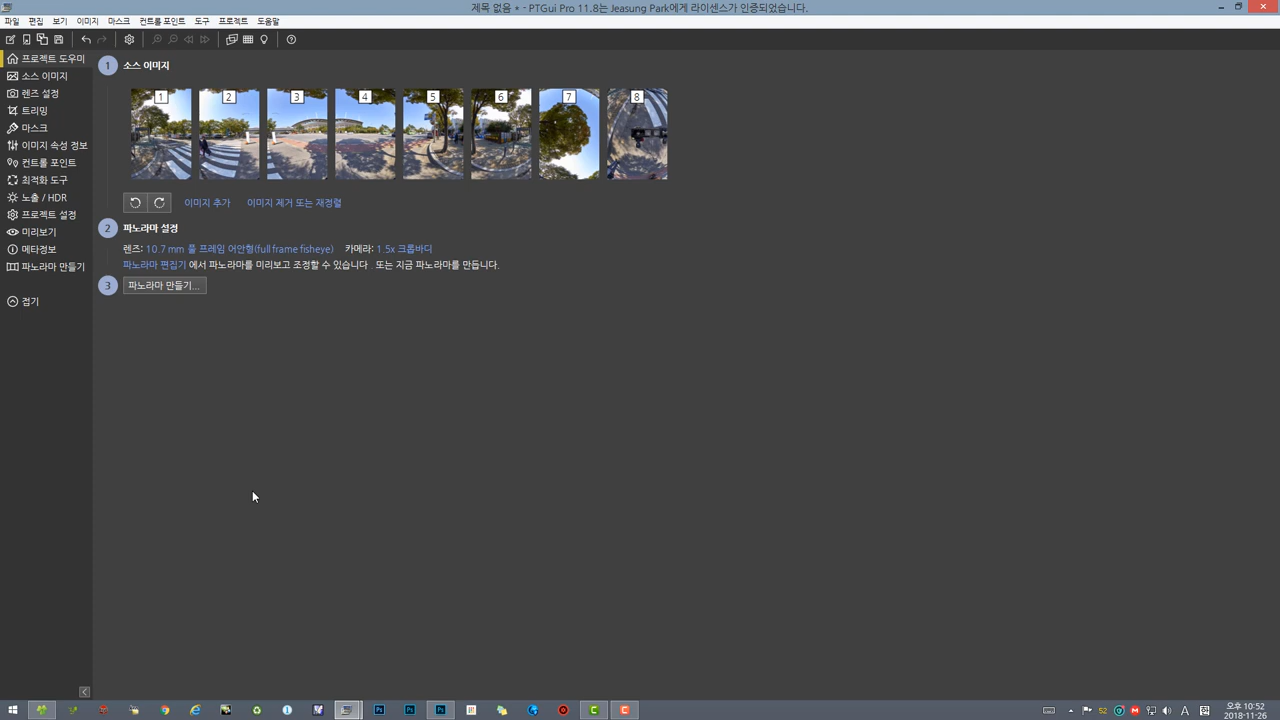 제목 없음 * - PTGui Pro 11.8는 Jeasung Park에게 라이센스가 인증되었습니다.
파일 편집 보기 이미지 마스크 컨트롤 포인트 도구 프로젝트 도움말
프로젝트 도우미
소스 이미지
렌즈 설정
트리밍
마스크
이미지 속성 정보
컨트롤 포인트
최적화 도구
노출 / HDR
프로젝트 설정
미리보기
메타정보
파노라마 만들기
접기
1 소스 이미지
1 2 3 4 5 6 7 8
이미지 추가 이미지 제거 또는 재정렬
2 파노라마 설정
렌즈: 10.7 mm 풀 프레임 어안형(full frame fisheye) 카메라: 1.5x 크롭바디
파노라마 편집기 에서 파노라마를 미리보고 조정할 수 있습니다 . 또는 지금 파노라마를 만듭니다.
3 파노라마 만들기...
52
A
오후 10:52
2018-11-26